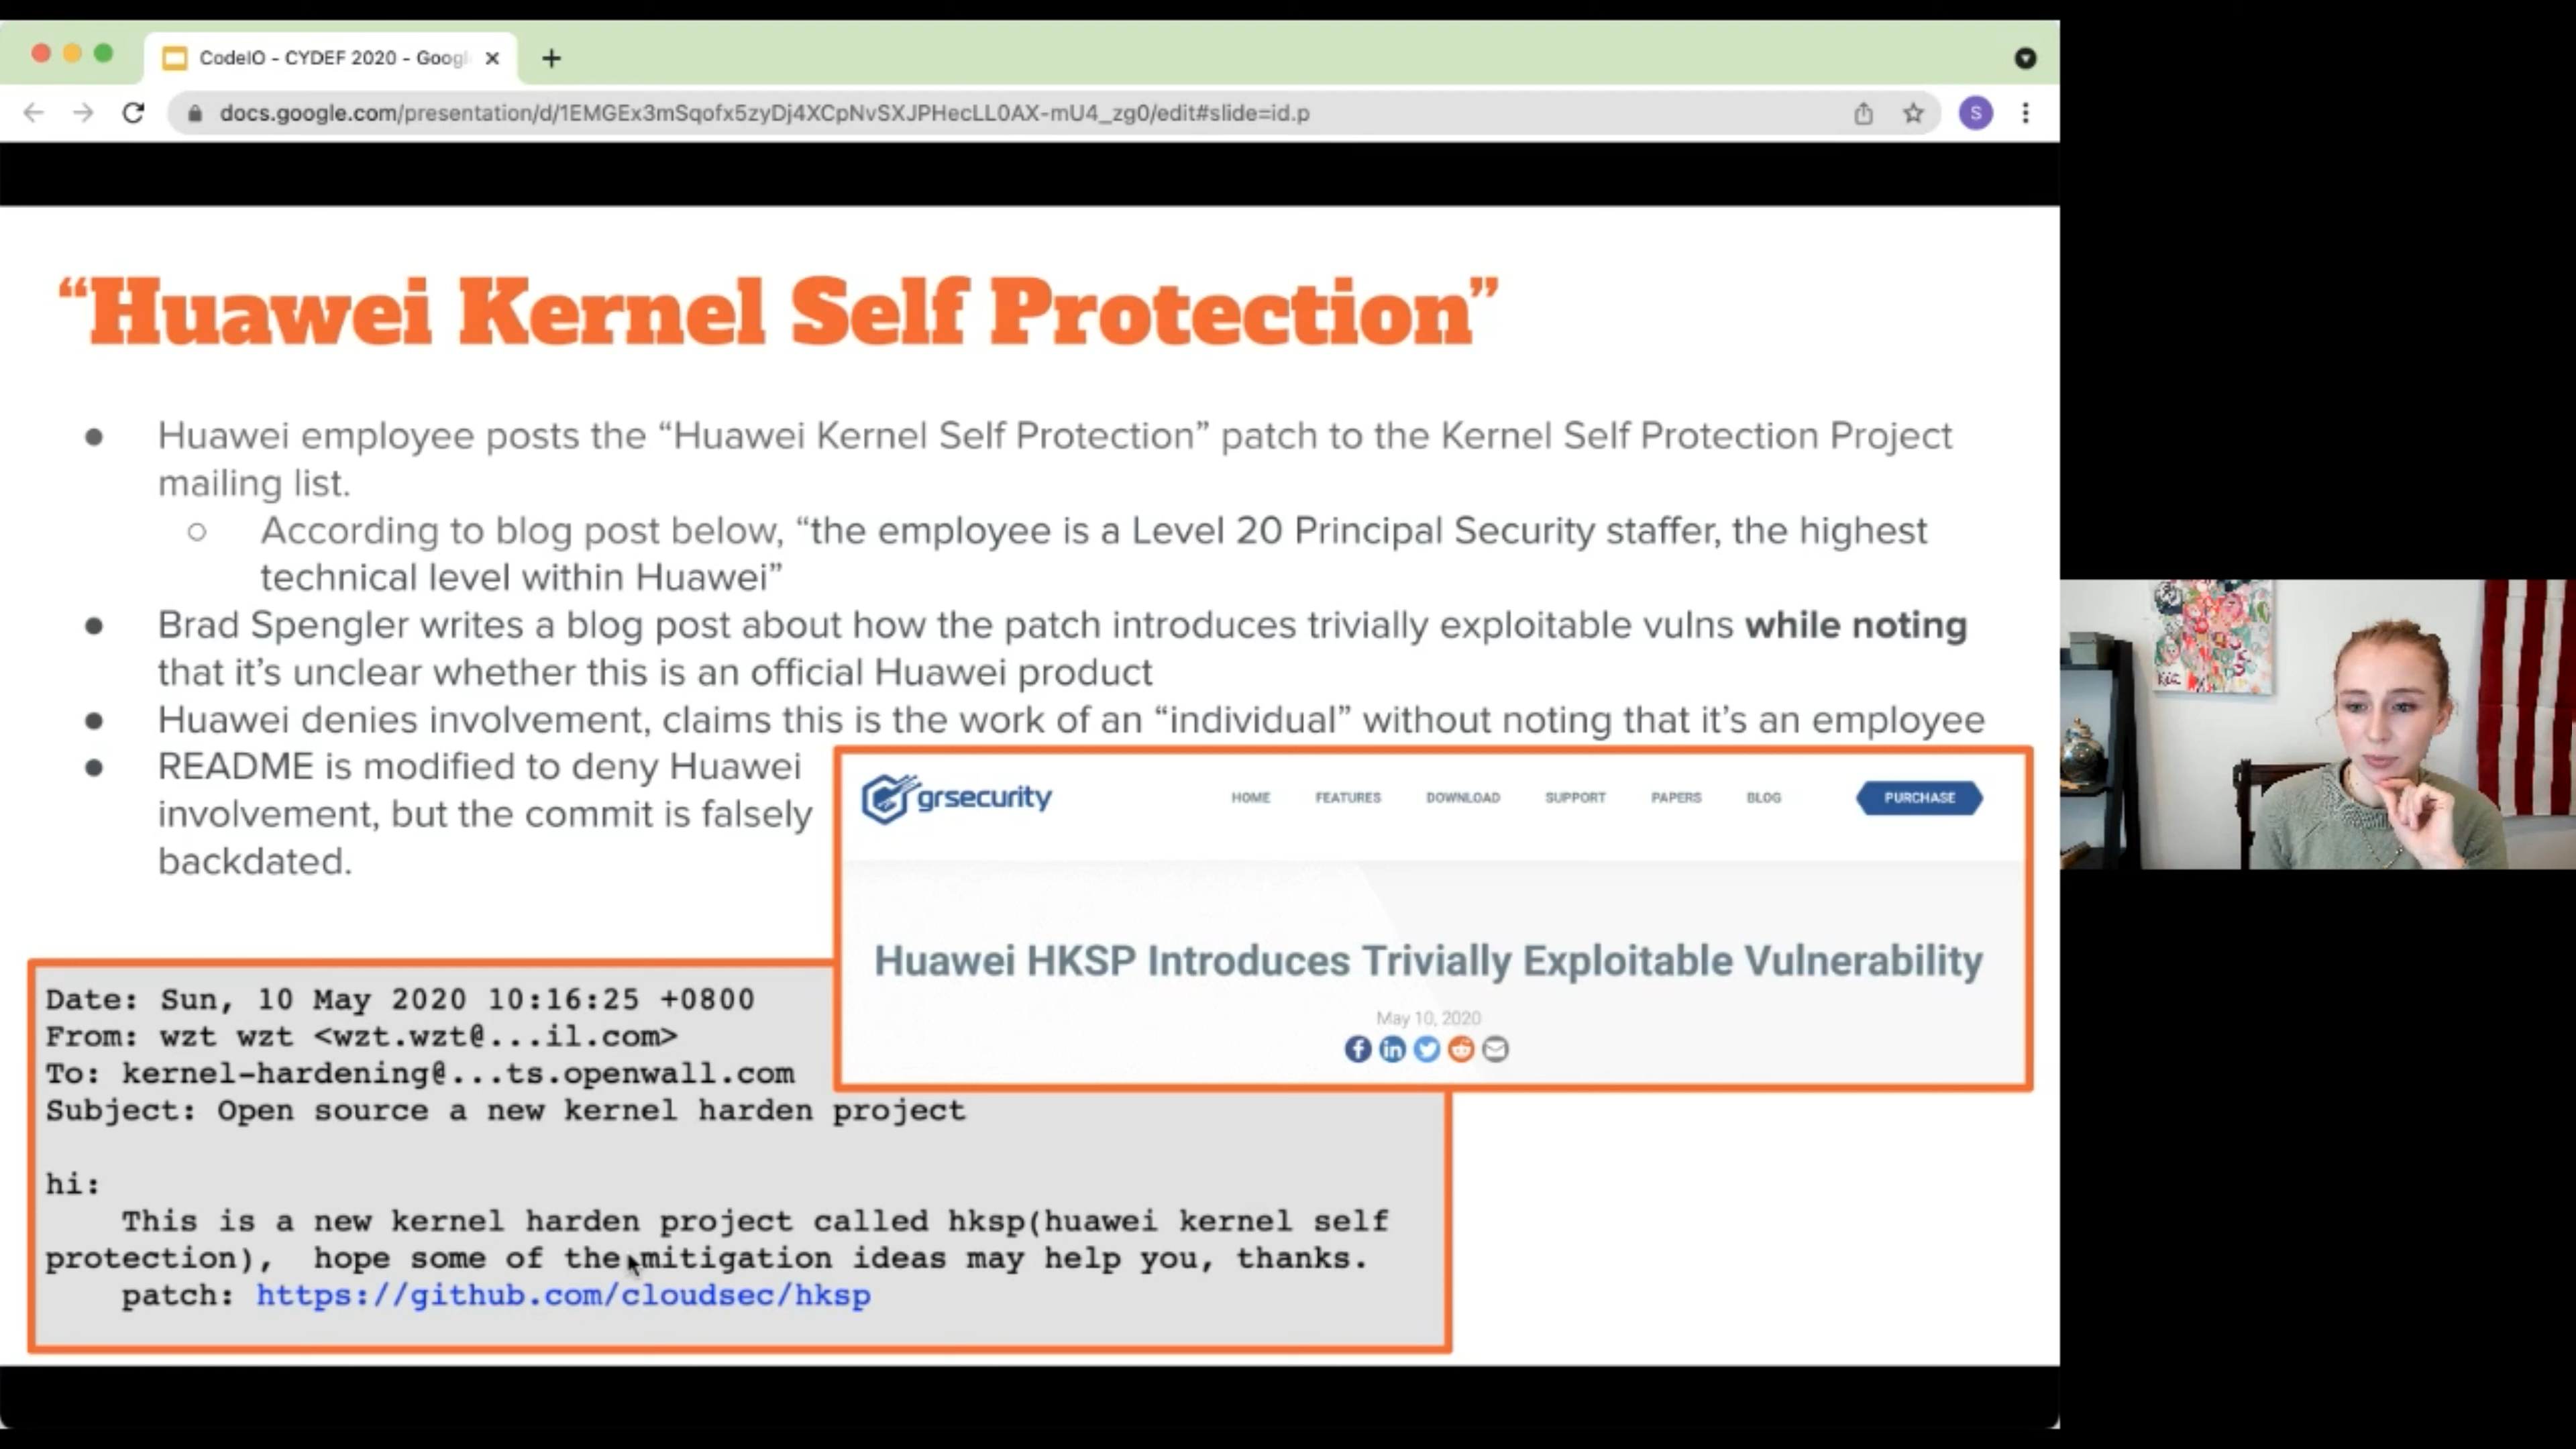 CodeIO - CYDEF 2020 - Googl
docs.google.com/presentation/d/1EMGEx3mSqofx5zyDj4XCpNvSXJPHecLL0AX-mU4_zg0/edit#slide=id.p
S
“Huawei Kernel Self Protection”
● Huawei employee posts the “Huawei Kernel Self Protection” patch to the Kernel Self Protection Project
mailing list.
○ According to blog post below, “the employee is a Level 20 Principal Security staffer, the highest
technical level within Huawei”
● Brad Spengler writes a blog post about how the patch introduces trivially exploitable vulns while noting
that it’s unclear whether this is an official Huawei product
● Huawei denies involvement, claims this is the work of an “individual” without noting that it’s an employee
● README is modified to deny Huawei
involvement, but the commit is falsely
backdated.
grsecurity
HOME FEATURES DOWNLOAD SUPPORT PAPERS BLOG PURCHASE
Huawei HKSP Introduces Trivially Exploitable Vulnerability
May 10, 2020
Date: Sun, 10 May 2020 10:16:25 +0800
From: wzt wzt <wzt.wzt@...il.com>
To: kernel-hardening@...ts.openwall.com
Subject: Open source a new kernel harden project
hi:
This is a new kernel harden project called hksp(huawei kernel self
protection), hope some of the mitigation ideas may help you, thanks.
patch: https://github.com/cloudsec/hksp